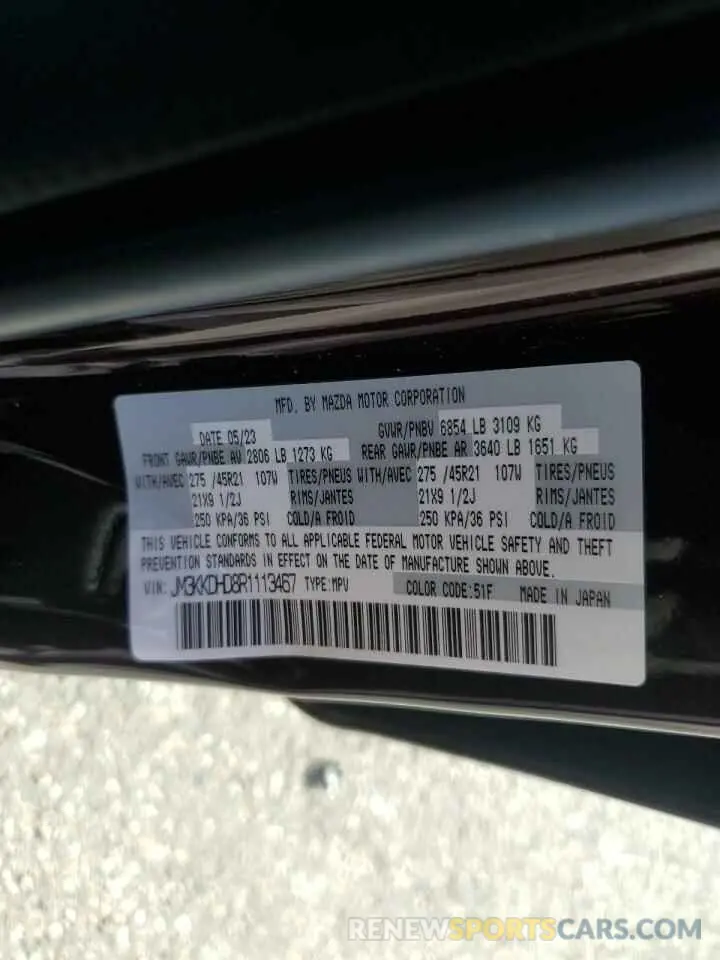 MFD. BY MAZDA MOTOR CORPORATION
DATE 05/23 GVWR/PNBV 6854 LB 3109 KG
FRONT GAWR/PNBE AV 2806 LB 1273 KG REAR GAWR/PNBE AR 3640 LB 1651 KG
WITH/AVEC 275 /45R21 107W TIRES/PNEUS WITH/AVEC 275 /45R21 107W TIRES/PNEUS
21X9 1/2J RIMS/JANTES 21X9 1/2J RIMS/JANTES
250 KPA/36 PSI COLD/A FROID 250 KPA/36 PSI COLD/A FROID
THIS VEHICLE CONFORMS TO ALL APPLICABLE FEDERAL MOTOR VEHICLE SAFETY AND THEFT
PREVENTION STANDARDS IN EFFECT ON THE DATE OF MANUFACTURE SHOWN ABOVE.
VIN: JM3KKDHD8R1113467 TYPE:MPV COLOR CODE:51F MADE IN JAPAN
RENEWSPORTSCARS.COM